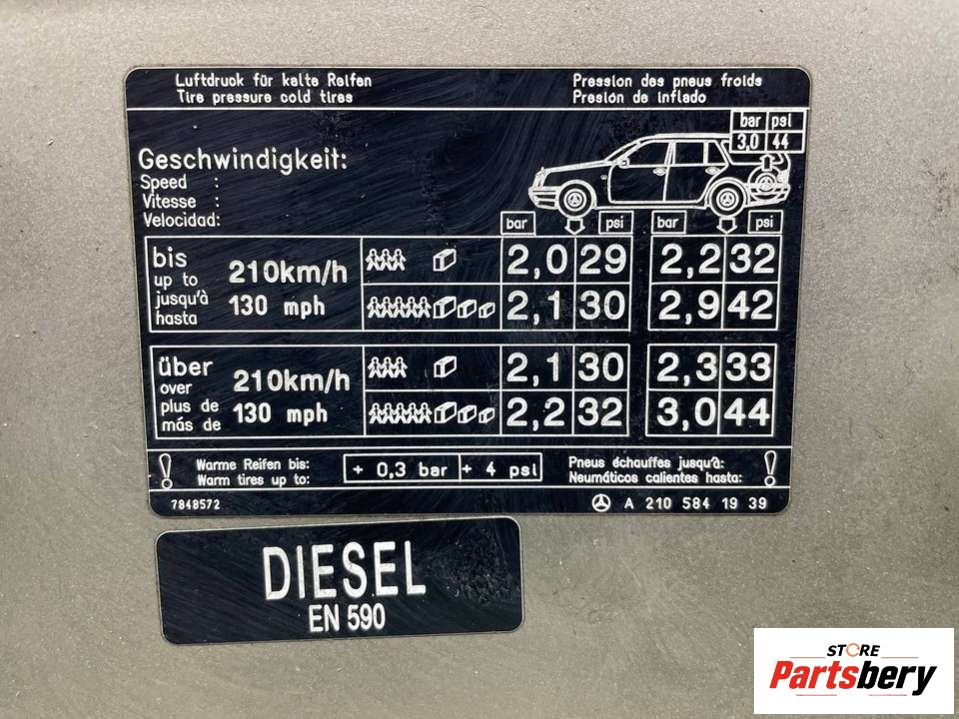 Luftdruck für kalte Reifen
Tire pressure cold tires
Pression des pneus froids
Presión de inflado
bar psi
3,0 44
Geschwindigkeit:
Speed :
Vitesse :
Velocidad:
bar psi bar psi
bis
up to
jusqu'à
hasta
210km/h
130 mph
2,0 29 2,2 32
2,1 30 2,9 42
über
over
plus de
más de
210km/h
130 mph
2,1 30 2,3 33
2,2 32 3,0 44
! Warme Reifen bis:
Warm tires up to:
+ 0,3 bar + 4 psi
Pneus échauffes jusqu'à: !
Neumáticos calientes hasta:
7848572
A 210 584 19 39
DIESEL
EN 590
STORE
Partsbery